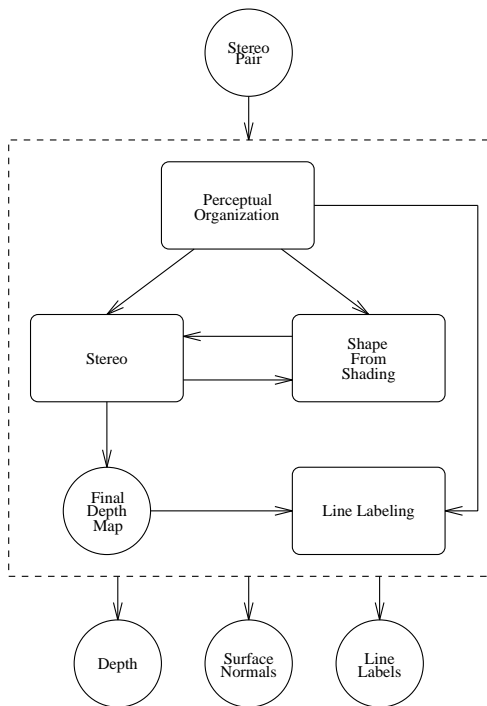 Stereo
Pair
Perceptual
Organization
Stereo
Shape
From
Shading
Final
Depth
Map
Line Labeling
Depth
Surface
Normals
Line
Labels